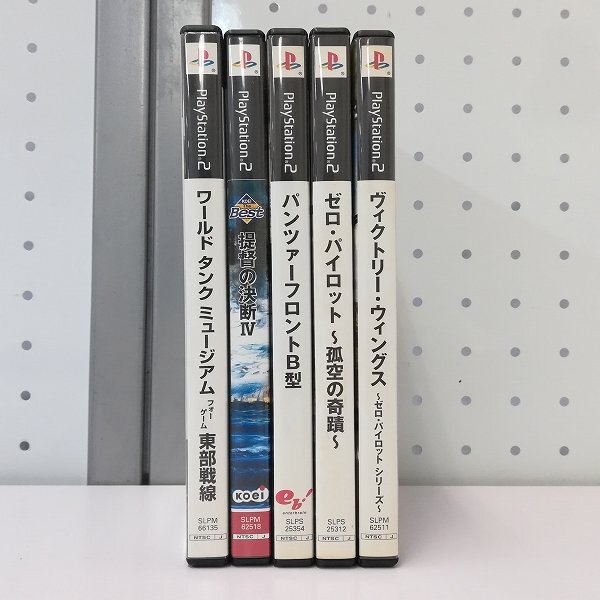 PlayStation®2
ワールド タンク ミュージアム フォーゲーム 東部戦線
SLPM
66135
NTSC J
PlayStation®2
KOEI The Best
提督の決断IV
KOEI
SLPM
62518
NTSC J
PlayStation®2
パンツァーフロントB型
eb!
enterbrain
SLPS
25354
NTSC J
PlayStation®2
ゼロ・パイロット ～孤空の奇蹟～
SLPS
25312
NTSC J
PlayStation®2
ヴィクトリー・ウィングス ～ゼロ・パイロット シリーズ～
SLPM
62511
NTSC J